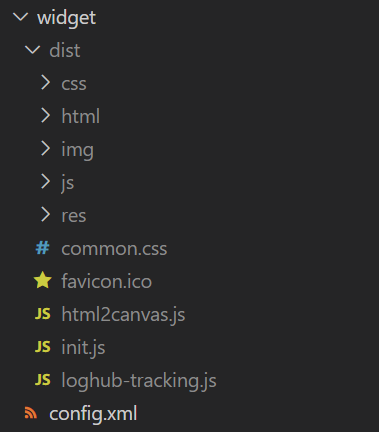 widget
dist
css
html
img
js
res
# common.css
favicon.ico
JS html2canvas.js
JS init.js
JS loghub-tracking.js
config.xml